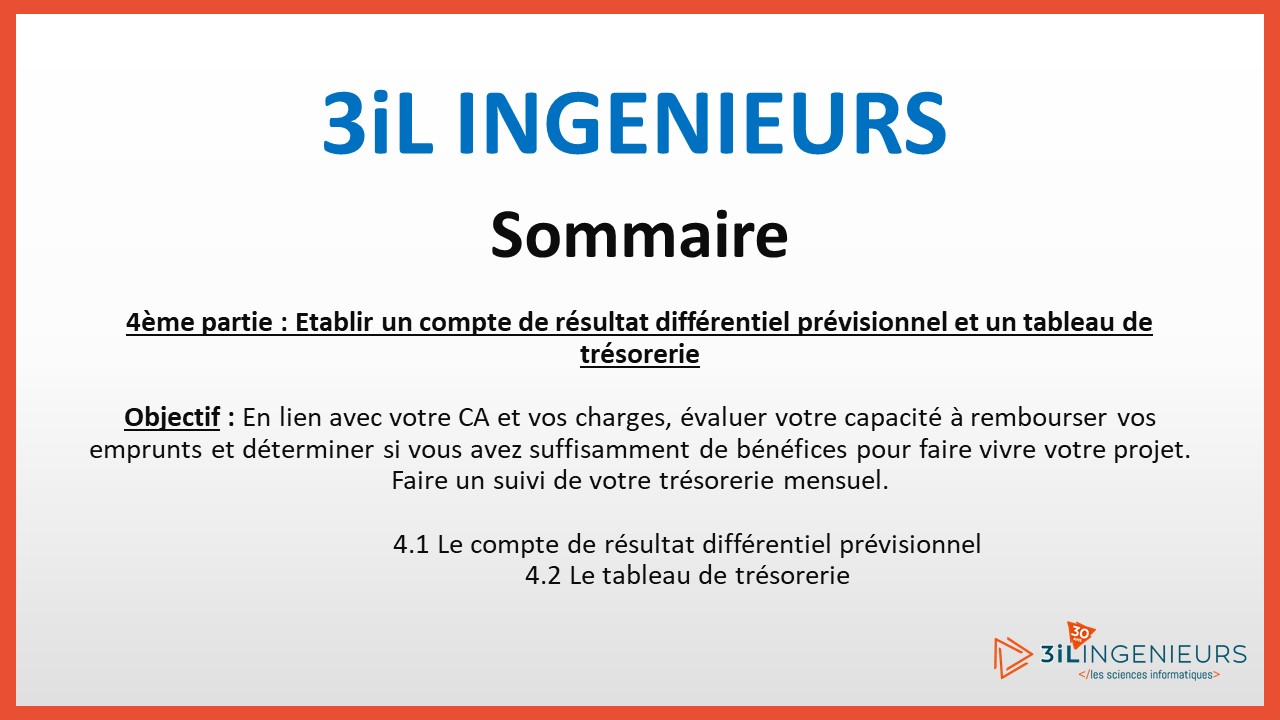 3iL INGENIEURS
Sommaire
4ème partie : Etablir un compte de résultat différentiel prévisionnel et un tableau de
trésorerie
Objectif : En lien avec votre CA et vos charges, évaluer votre capacité à rembourser vos
emprunts et déterminer si vous avez suffisamment de bénéfices pour faire vivre votre projet.
Faire un suivi de votre trésorerie mensuel.
4.1 Le compte de résultat différentiel prévisionnel
4.2 Le tableau de trésorerie
30
3iLINGENIEURS
</les sciences informatiques>